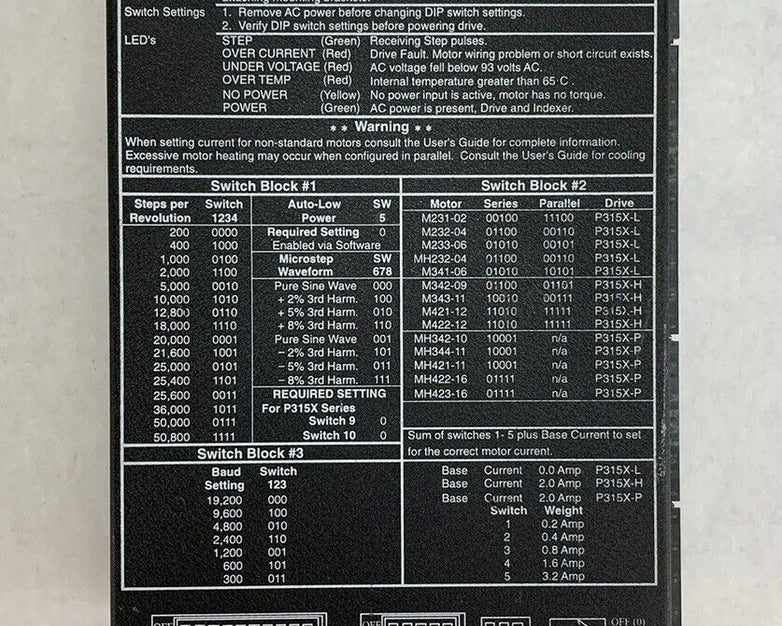 Switch Settings 1. Remove AC power before changing DIP switch settings.
2. Verify DIP switch settings before powering drive.
LED's STEP (Green) Receiving Step pulses.
OVER CURRENT (Red) Drive Fault. Motor wiring problem or short circuit exists.
UNDER VOLTAGE (Red) AC voltage fell below 93 volts AC.
OVER TEMP (Red) Internal temperature greater than 65°C.
NO POWER (Yellow) No power input is active, motor has no torque.
POWER (Green) AC power is present, Drive and Indexer.
* * Warning * *
When setting current for non-standard motors consult the User's Guide for complete information.
Excessive motor heating may occur when configured in parallel. Consult the User's Guide for cooling
requirements.
Switch Block #1
Steps per Switch
Revolution 1234
200 0000
400 1000
1,000 0100
2,000 1100
5,000 0010
10,000 1010
12,800 0110
18,000 1110
20,000 0001
21,600 1001
25,000 0101
25,400 1101
25,600 0011
36,000 1011
50,000 0111
50,800 1111
Auto-Low SW
Power 5
Required Setting 0
Enabled via Software
Microstep SW
Waveform 678
Pure Sine Wave 000
+ 2% 3rd Harm. 100
+ 5% 3rd Harm. 010
+ 8% 3rd Harm. 110
Pure Sine Wave 001
- 2% 3rd Harm. 101
- 5% 3rd Harm. 011
- 8% 3rd Harm. 111
REQUIRED SETTING
For P315X Series
Switch 9 0
Switch 10 0
Switch Block #2
Motor Series Parallel Drive
M231-02 00100 11100 P315X-L
M232-04 01100 00110 P315X-L
M233-06 01010 00101 P315X-L
MH232-04 01100 00110 P315X-L
M341-06 01010 10101 P315X-L
M342-09 01100 01101 P315X-H
M343-11 10010 00111 P315X-H
M421-12 11010 11111 P315X-H
M422-12 11010 11111 P315X-H
MH342-10 10001 n/a P315X-P
MH344-11 10001 n/a P315X-P
MH421-11 10001 n/a P315X-P
MH422-16 01111 n/a P315X-P
MH423-16 01111 n/a P315X-P
Sum of switches 1- 5 plus Base Current to set
for the correct motor current.
Base Current 0.0 Amp P315X-L
Base Current 2.0 Amp P315X-H
Base Current 2.0 Amp P315X-P
Switch Weight
1 0.2 Amp
2 0.4 Amp
3 0.8 Amp
4 1.6 Amp
5 3.2 Amp
Switch Block #3
Baud Switch
Setting 123
19,200 000
9,600 100
4,800 010
2,400 110
1,200 001
600 101
300 011
OFF (0)